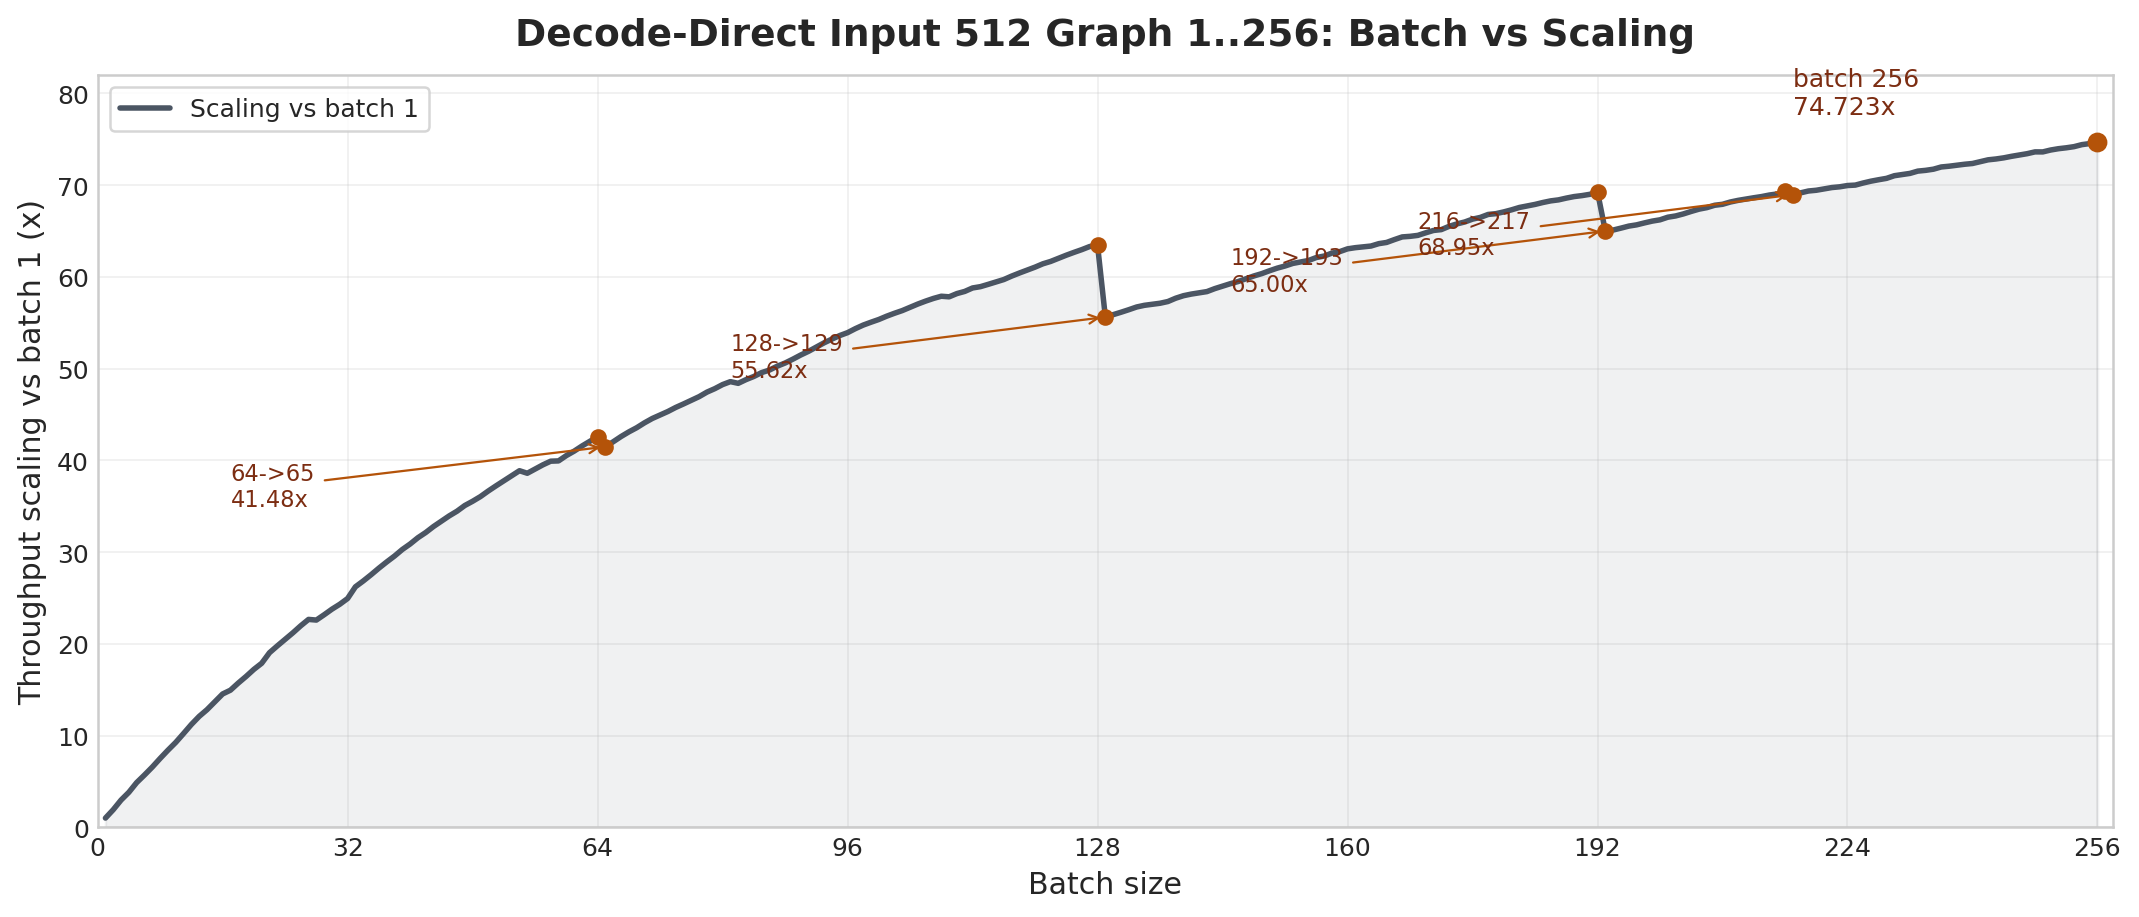 Decode-Direct Input 512 Graph 1..256: Batch vs Scaling
Scaling vs batch 1
batch 256
74.723x
216->217
68.95x
192->193
65.00x
128->129
55.62x
64->65
41.48x
Throughput scaling vs batch 1 (x)
80
70
60
50
40
30
20
10
0
0 32 64 96 128 160 192 224 256
Batch size